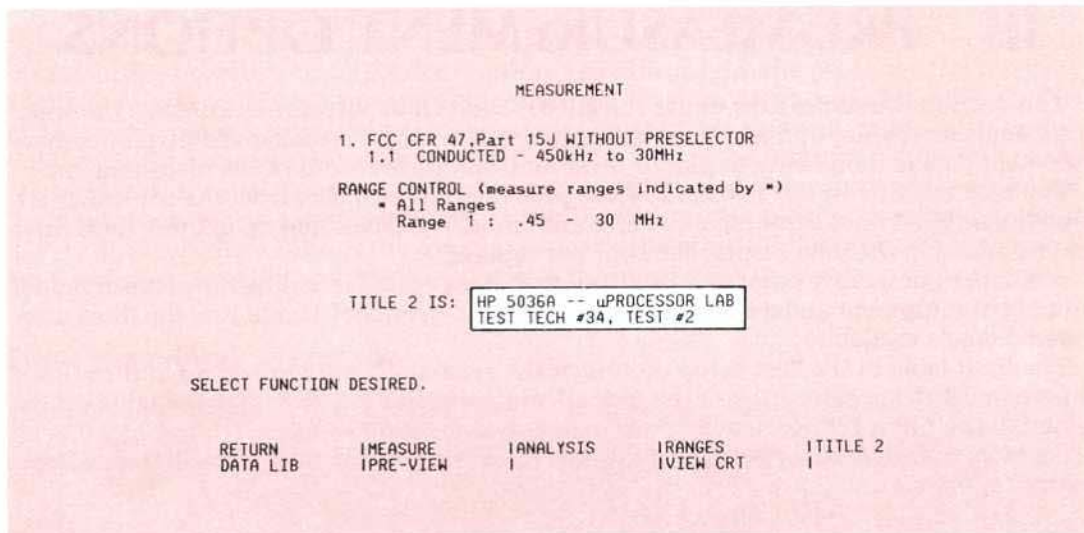 MEASUREMENT
1. FCC CFR 47,Part 15J WITHOUT PRESELECTOR
1.1 CONDUCTED - 450kHz to 30MHz
RANGE CONTROL (measure ranges indicated by *)
* All Ranges
Range 1 : .45 - 30 MHz
TITLE 2 IS: HP 5036A -- uPROCESSOR LAB
TEST TECH #34, TEST #2
SELECT FUNCTION DESIRED.
RETURN |MEASURE |ANALYSIS |RANGES |TITLE 2
DATA LIB |PRE-VIEW | |VIEW CRT |